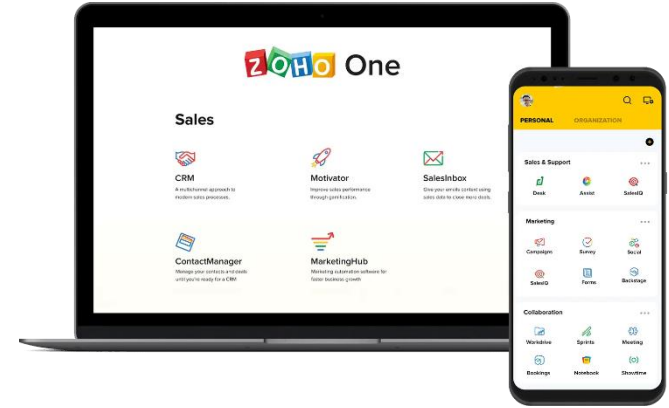 ZOHO One
Sales
CRM
A multichannel approach to
modern sales processes.
Motivator
Improve sales performance
through gamification.
SalesInbox
Give your emails context using
sales data to close more deals.
ContactManager
Manage your contacts and deals
until you're ready for a CRM
MarketingHub
Marketing automation software for
faster business growth
PERSONAL ORGANIZATION
Sales & Support
Desk Assist SalesIQ
Marketing
Campaigns Survey Social
SalesIQ Forms Backstage
Collaboration
Workdrive Sprints Meeting
Bookings Notebook Showtime